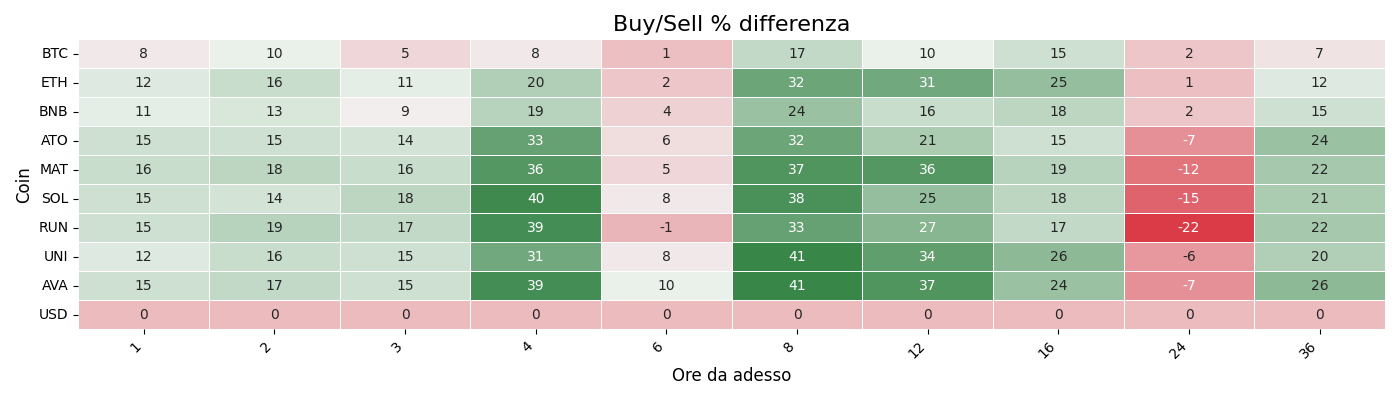 Buy/Sell % differenza
Coin
BTC 8 10 5 8 1 17 10 15 2 7
ETH 12 16 11 20 2 32 31 25 1 12
BNB 11 13 9 19 4 24 16 18 2 15
ATO 15 15 14 33 6 32 21 15 -7 24
MAT 16 18 16 36 5 37 36 19 -12 22
SOL 15 14 18 40 8 38 25 18 -15 21
RUN 15 19 17 39 -1 33 27 17 -22 22
UNI 12 16 15 31 8 41 34 26 -6 20
AVA 15 17 15 39 10 41 37 24 -7 26
USD 0 0 0 0 0 0 0 0 0 0
1 2 3 4 6 8 12 16 24 36
Ore da adesso